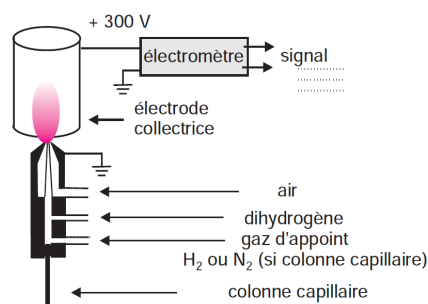 + 300 V
électromètre
signal
électrode
collectrice
air
dihydrogène
gaz d'appoint
H₂ ou N₂ (si colonne capillaire)
colonne capillaire